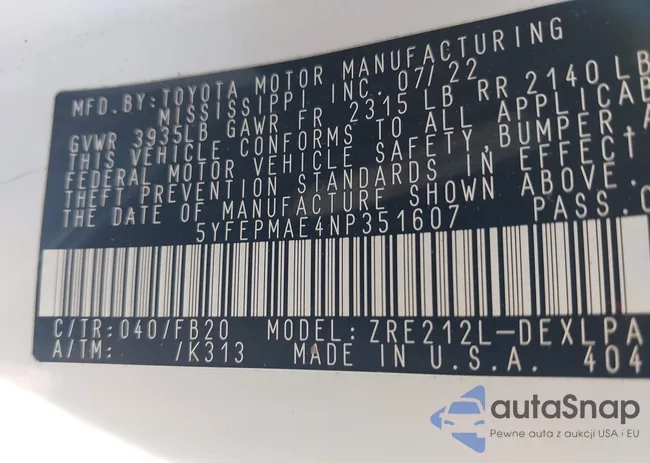 MFD.BY:TOYOTA MOTOR MANUFACTURING
MISSISSIPPI INC. 07/22
GVWR 3935LB GAWR FR 2315 LB RR 2140 LB
THIS VEHICLE CONFORMS TO ALL APPLICAB
FEDERAL MOTOR VEHICLE SAFETY,BUMPER,A
THEFT PREVENTION STANDARDS IN EFFECT
THE DATE OF MANUFACTURE SHOWN ABOVE.
5YFEPMAE4NP351607 PASS.C
C/TR:040/FB20 MODEL: ZRE212L-DEXLPA
A/TM: /K313 MADE IN U.S.A. 404
autaSnap
Pewne auta z aukcji USA i EU